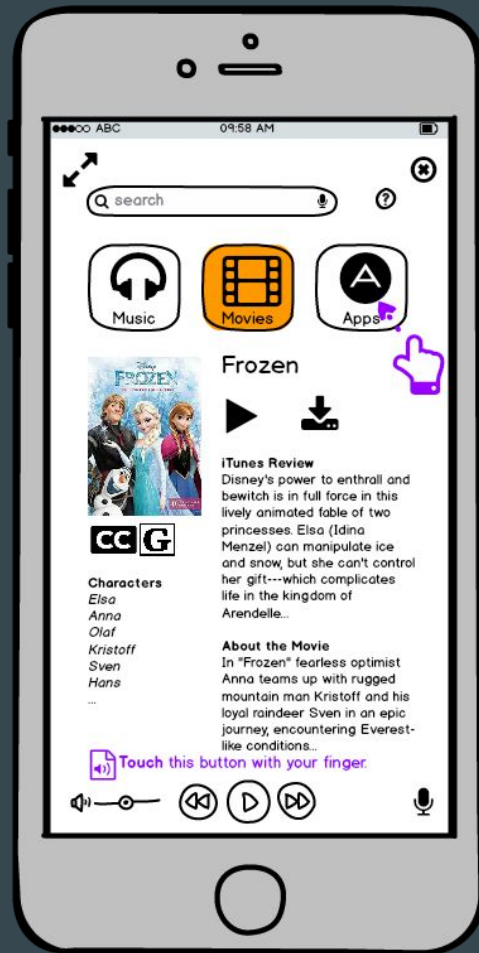 ABC 09:58 AM
search
?
Music Movies Apps
A
Disney
FROZEN
Frozen
CC G
iTunes Review
Disney's power to enthrall and
bewitch is in full force in this
lively animated fable of two
princesses. Elsa (Idina
Menzel) can manipulate ice
and snow, but she can't control
her gift---which complicates
life in the kingdom of
Arendelle...
Characters
Elsa
Anna
Olaf
Kristoff
Sven
Hans
...
About the Movie
In "Frozen" fearless optimist
Anna teams up with rugged
mountain man Kristoff and his
loyal raindeer Sven in an epic
journey, encountering Everest-
like conditions...
Touch this button with your finger.